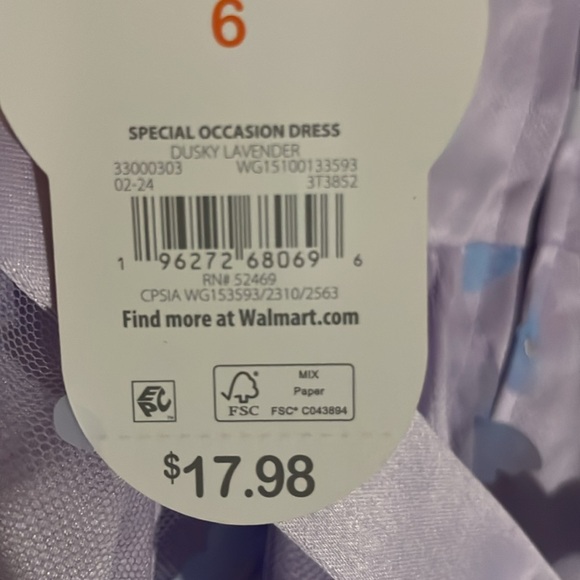 6
SPECIAL OCCASION DRESS
DUSKY LAVENDER
33000303 WG15100133593
02-24 3T3852
1 96272 68069 6
RN# 52469
CPSIA WG153593/2310/2563
Find more at Walmart.com
EPC™
MIX
Paper
FSC FSC® C043894
$17.98